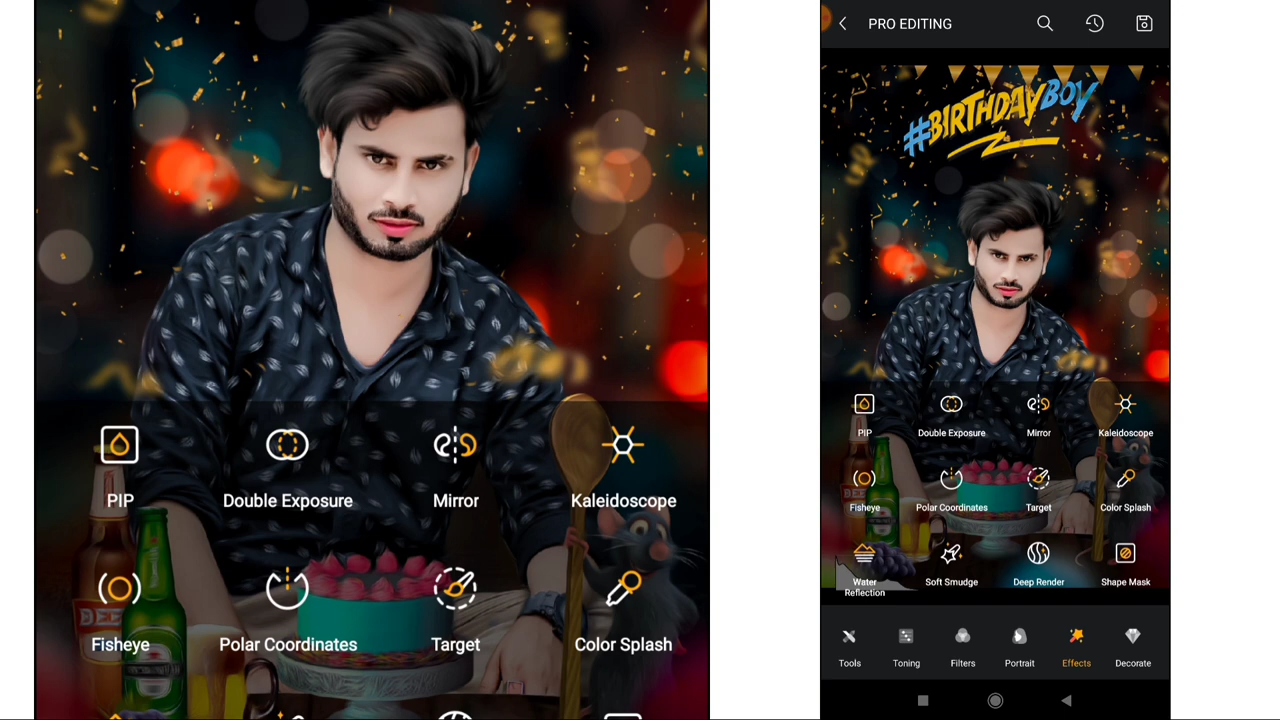 PIP
Double Exposure
Mirror
Kaleidoscope
Fisheye
Polar Coordinates
Target
Color Splash
PRO EDITING
#BIRTHDAYBOY
PIP
Double Exposure
Mirror
Kaleidoscope
Fisheye
Polar Coordinates
Target
Color Splash
Water
Reflection
Soft Smudge
Deep Render
Shape Mask
Tools
Toning
Filters
Portrait
Effects
Decorate